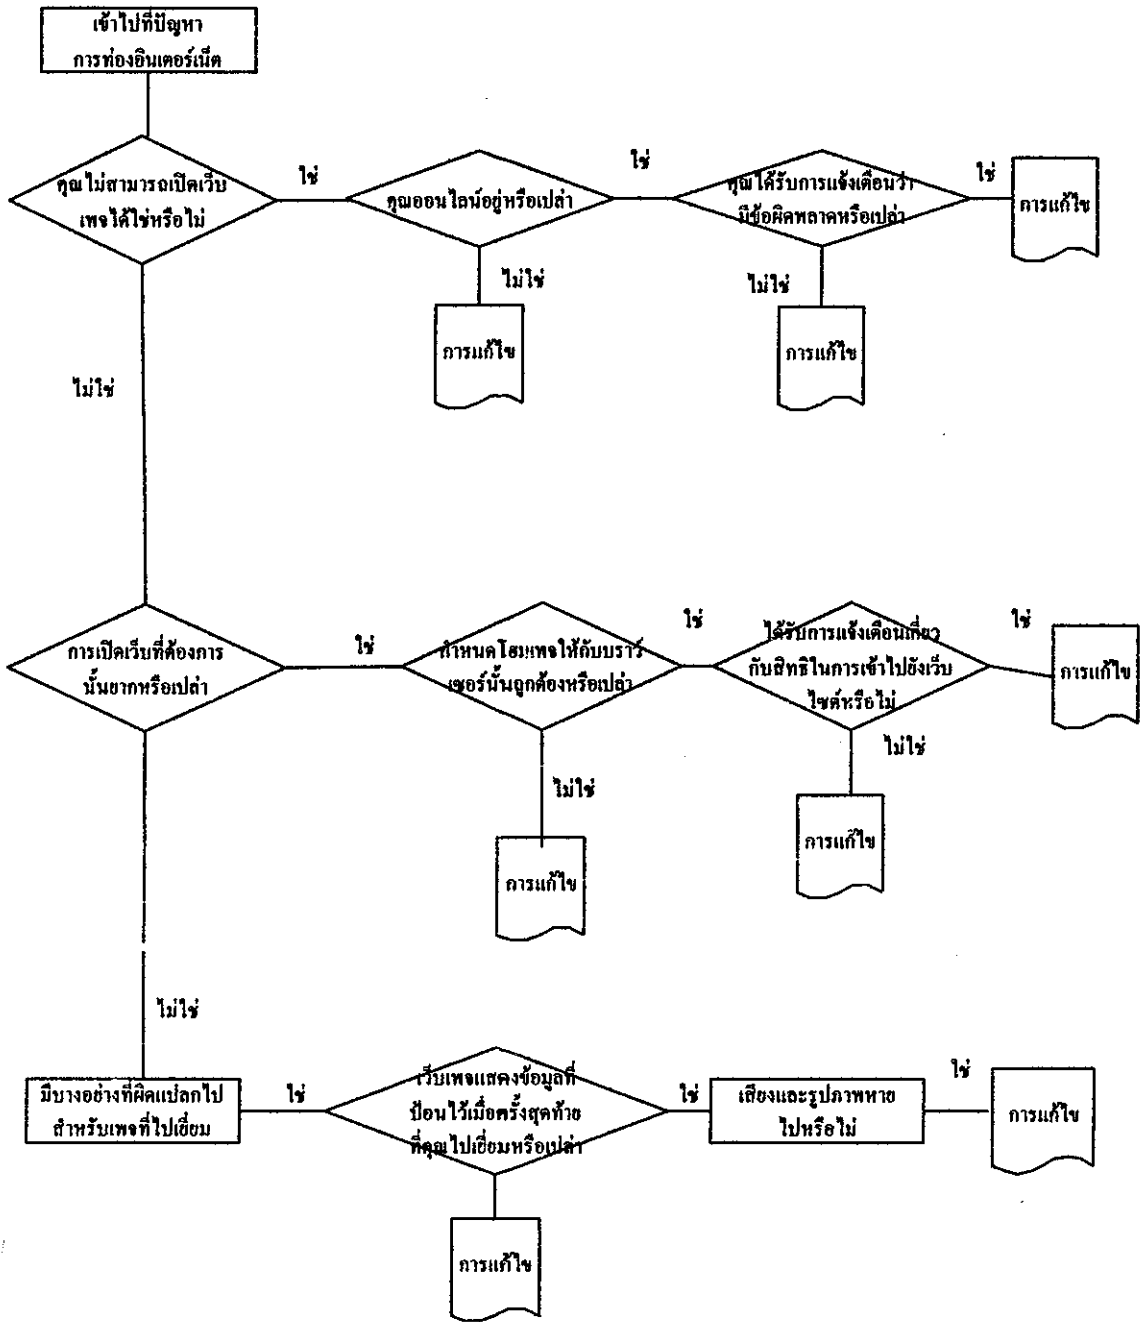 เข้าไปที่ปัญหา
การท่องอินเตอร์เน็ต
คุณไม่สามารถเปิดเว็บ
เพจได้ใช่หรือไม่
ใช่
คุณออนไลน์อยู่หรือเปล่า
ใช่
คุณได้รับการแจ้งเตือนว่า
มีข้อผิดพลาดหรือเปล่า
ใช่
การแก้ไข
ไม่ใช่
การแก้ไข
ไม่ใช่
การแก้ไข
ไม่ใช่
การเปิดเว็บที่ต้องการ
นั้นยากหรือเปล่า
ใช่
กำหนดโฮมเพจให้กับบราว์
เซอร์นั้นถูกต้องหรือเปล่า
ใช่
ได้รับการแจ้งเตือนเกี่ยว
กับสิทธิในการเข้าไปยังเว็บ
ไซต์หรือไม่
ใช่
การแก้ไข
ไม่ใช่
การแก้ไข
ไม่ใช่
การแก้ไข
ไม่ใช่
มีบางอย่างที่ผิดแปลกไป
สำหรับเพจที่ไปเยี่ยม
ใช่
เว็บเพจแสดงข้อมูลที่
ป้อนไว้เมื่อครั้งสุดท้าย
ที่คุณไปเยี่ยมหรือเปล่า
ใช่
เสียงและรูปภาพหาย
ไปหรือไม่
ใช่
การแก้ไข
การแก้ไข